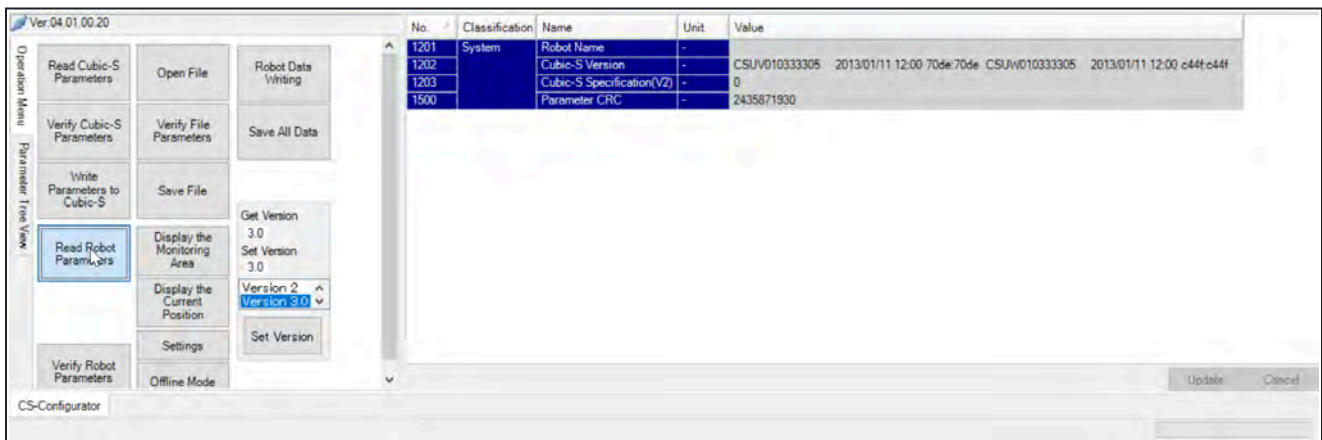 Ver.04.01.00.20
Operation Menu
Parameter Tree View
Read Cubic-S
Parameters
Open File
Robot Data
Writing
Verify Cubic-S
Parameters
Verify File
Parameters
Save All Data
Write
Parameters to
Cubic-S
Save File
Get Version
3.0
Set Version
3.0
Read Robot
Parameters
Display the
Monitoring
Area
Version 2
Version 3.0
Display the
Current
Position
Set Version
Settings
Verify Robot
Parameters
Offline Mode
CS-Configurator
No. Classification Name Unit Value
1201 System Robot Name -
1202 Cubic-S Version - CSUV010333305 2013/01/11 12:00 70de:70de CSUW010333305 2013/01/11 12:00 c44f:c44f
1203 Cubic-S Specification(V2) - 0
1500 Parameter CRC - 2435871930
Update Cancel